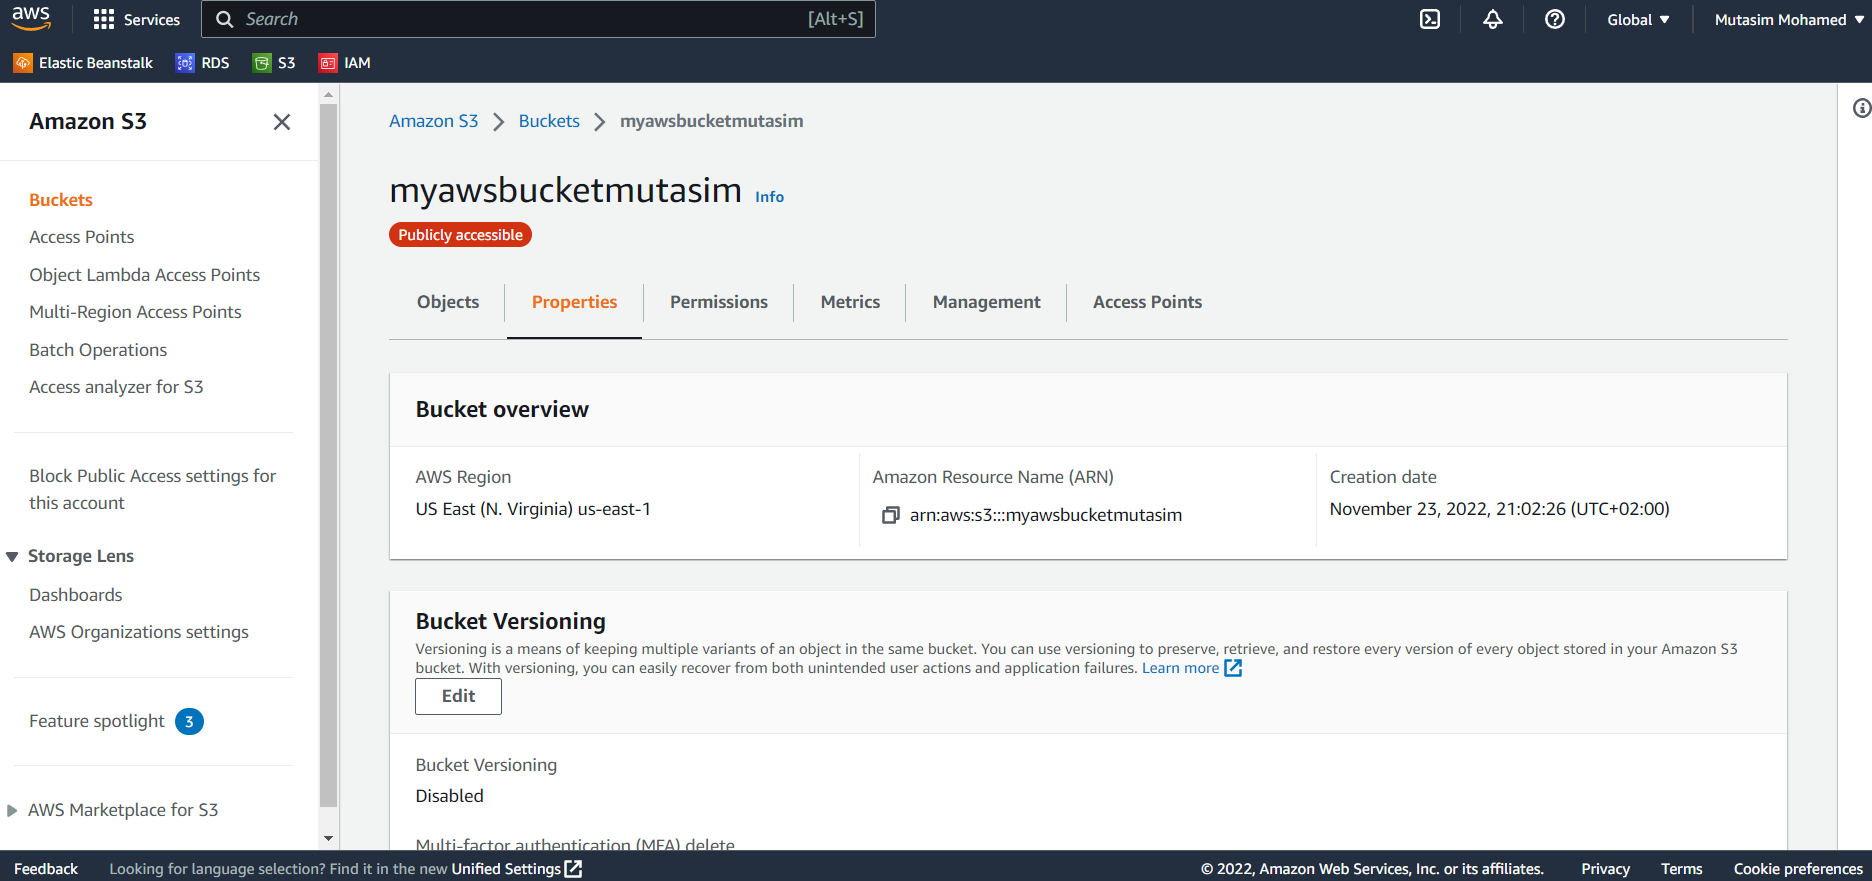 aws
Services
Search
[Alt+S]
Global
Mutasim Mohamed
Elastic Beanstalk
RDS
S3
IAM
Amazon S3
Buckets
Access Points
Object Lambda Access Points
Multi-Region Access Points
Batch Operations
Access analyzer for S3
Block Public Access settings for
this account
Storage Lens
Dashboards
AWS Organizations settings
Feature spotlight 3
AWS Marketplace for S3
Amazon S3 > Buckets > myawsbucketmutasim
myawsbucketmutasim Info
Publicly accessible
Objects
Properties
Permissions
Metrics
Management
Access Points
Bucket overview
AWS Region
US East (N. Virginia) us-east-1
Amazon Resource Name (ARN)
arn:aws:s3:::myawsbucketmutasim
Creation date
November 23, 2022, 21:02:26 (UTC+02:00)
Bucket Versioning
Versioning is a means of keeping multiple variants of an object in the same bucket. You can use versioning to preserve, retrieve, and restore every version of every object stored in your Amazon S3
bucket. With versioning, you can easily recover from both unintended user actions and application failures. Learn more
Edit
Bucket Versioning
Disabled
Multi-factor authentication (MFA) delete
Feedback
Looking for language selection? Find it in the new Unified Settings
© 2022, Amazon Web Services, Inc. or its affiliates.
Privacy
Terms
Cookie preferences